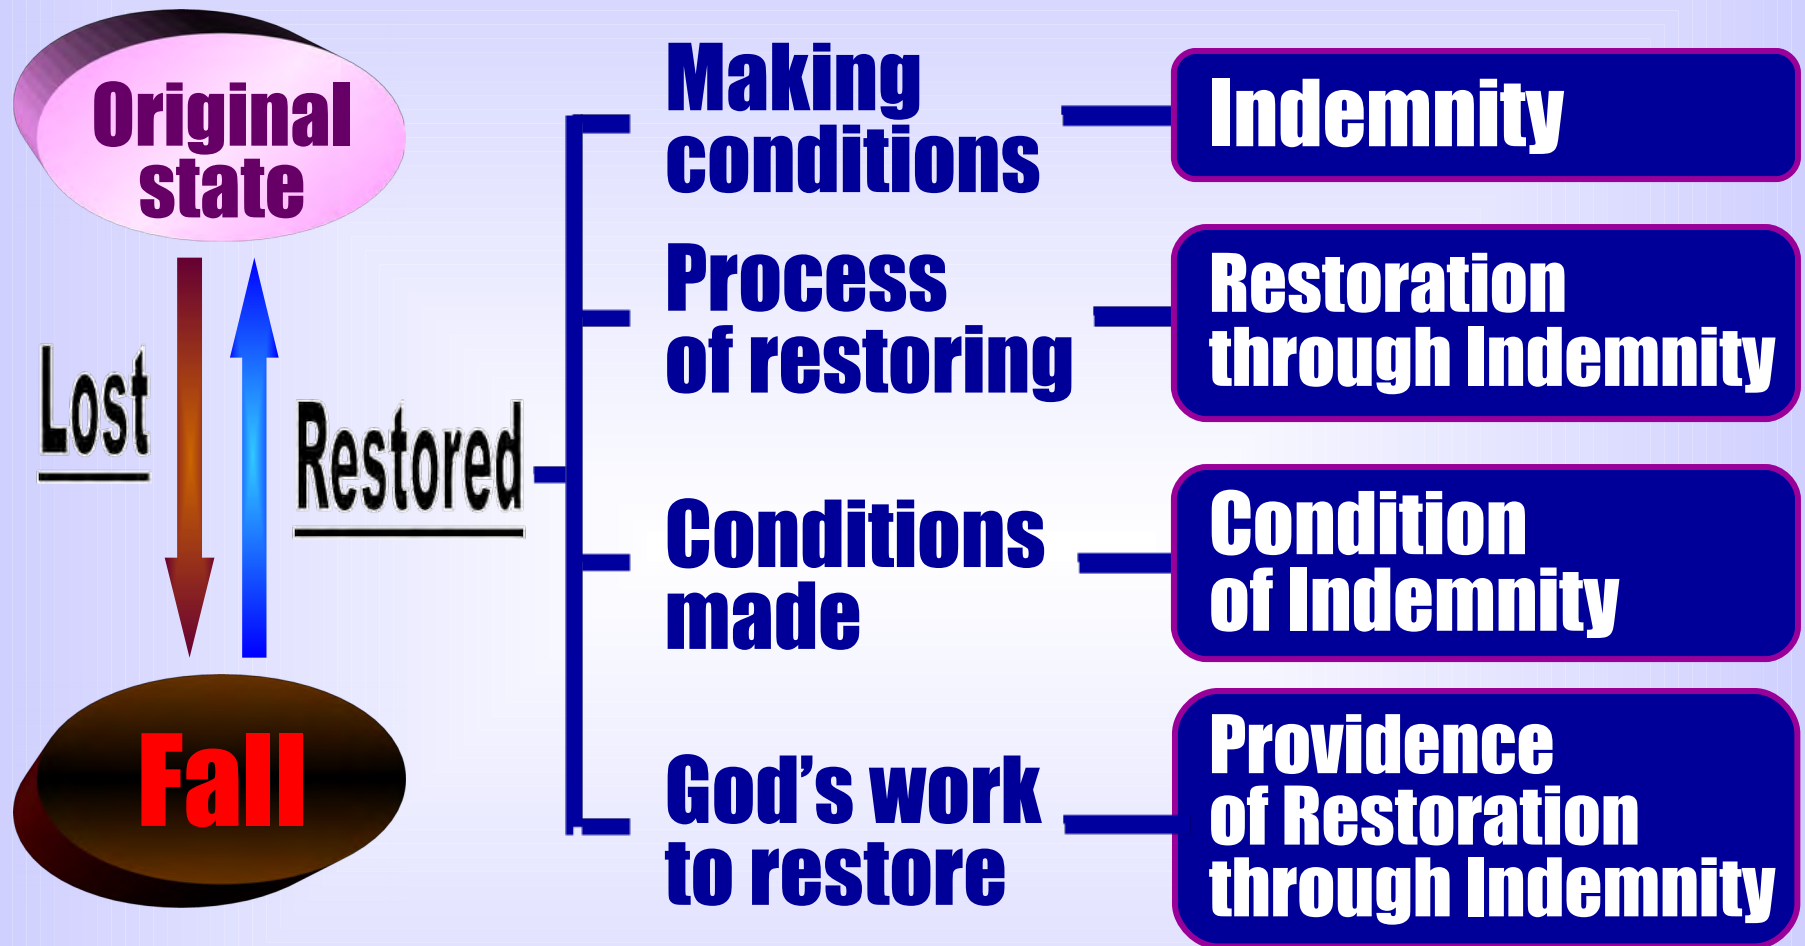 Original
state
Lost
Restored
Fall
Making
conditions
Indemnity
Process
of restoring
Restoration
through Indemnity
Conditions
made
Condition
of Indemnity
God’s work
to restore
Providence
of Restoration
through Indemnity